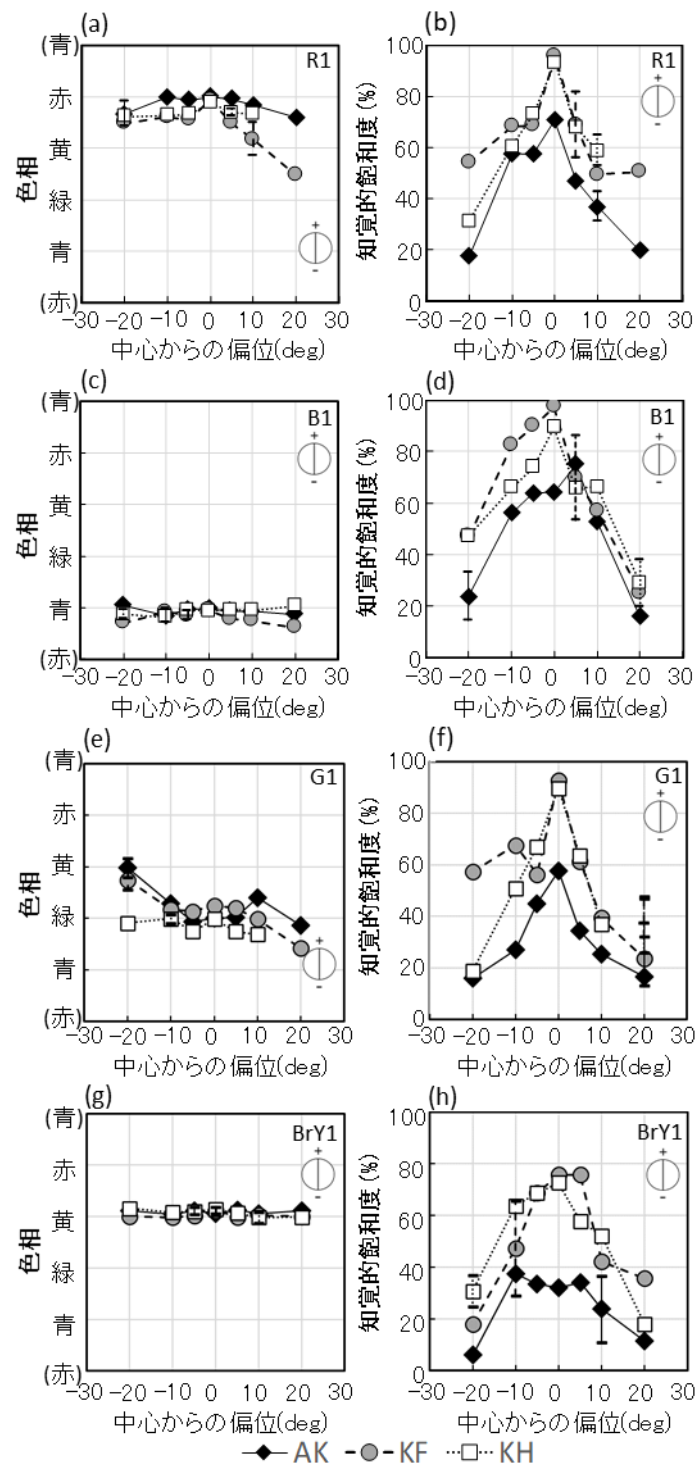 (a)
(b)
(青)
赤
黄
緑
青
(赤)
色相
R1
+
-
-30 -20 -10 0 10 20 30
中心からの偏位(deg)
100
80
60
40
20
0
知覚的飽和度(%)
R1
+
-
-30 -20 -10 0 10 20 30
中心からの偏位(deg)
(c)
(d)
(青)
赤
黄
緑
青
(赤)
色相
B1
+
-
-30 -20 -10 0 10 20 30
中心からの偏位(deg)
100
80
60
40
20
0
知覚的飽和度(%)
B1
+
-
-30 -20 -10 0 10 20 30
中心からの偏位(deg)
(e)
(f)
(青)
赤
黄
緑
青
(赤)
色相
G1
+
-
-30 -20 -10 0 10 20 30
中心からの偏位(deg)
100
80
60
40
20
0
知覚的飽和度(%)
G1
+
-
-30 -20 -10 0 10 20 30
中心からの偏位(deg)
(g)
(h)
(青)
赤
黄
緑
青
(赤)
色相
BrY1
+
-
-30 -20 -10 0 10 20 30
中心からの偏位(deg)
100
80
60
40
20
0
知覚的飽和度(%)
BrY1
+
-
-30 -20 -10 0 10 20 30
中心からの偏位(deg)
AK KF KH